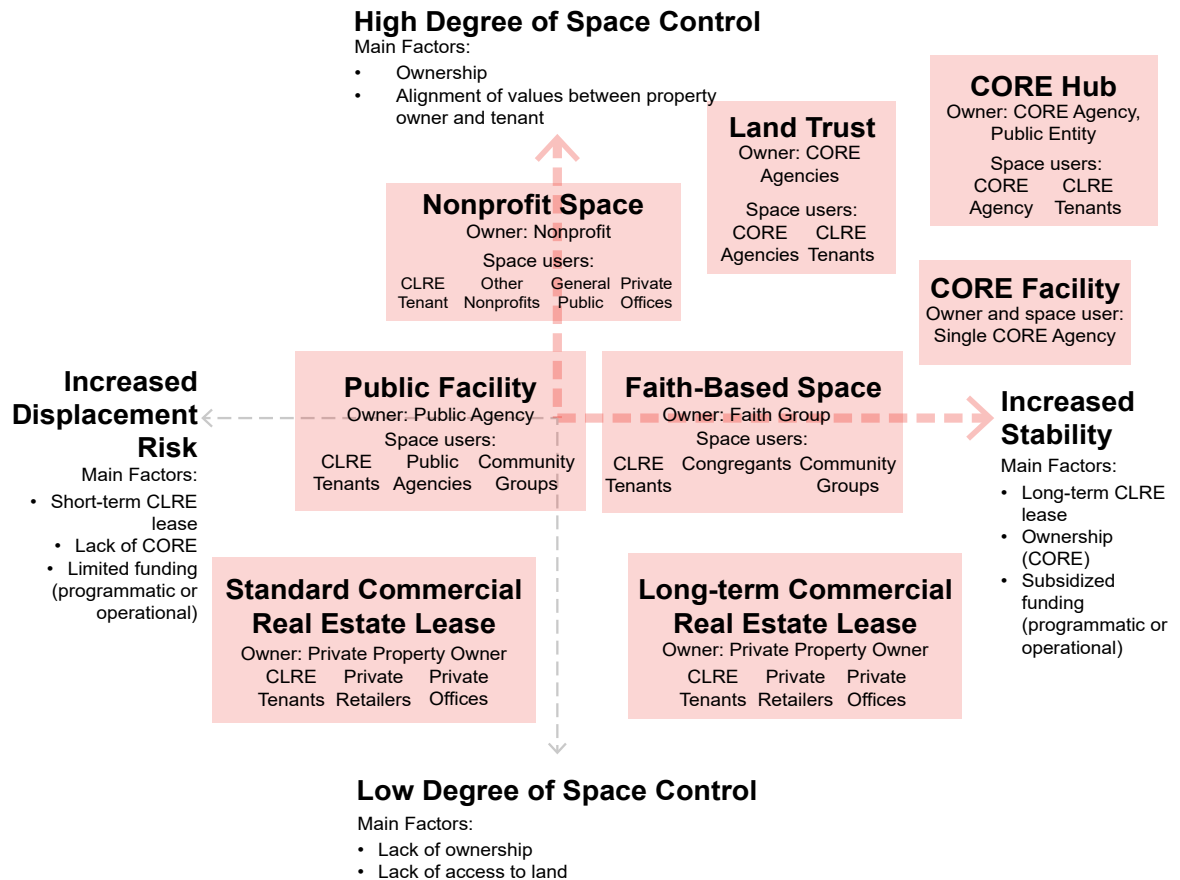 High Degree of Space Control
Main Factors:
• Ownership
• Alignment of values between property
owner and tenant
CORE Hub
Owner: CORE Agency,
Public Entity
Space users:
CORE CLRE
Agency Tenants
Land Trust
Owner: CORE
Agencies
Space users:
CORE CLRE
Agencies Tenants
Nonprofit Space
Owner: Nonprofit
Space users:
CLRE Other General Private
Tenant Nonprofits Public Offices
CORE Facility
Owner and space user:
Single CORE Agency
Increased
Displacement
Risk
Main Factors:
• Short-term CLRE
lease
• Lack of CORE
• Limited funding
(programmatic or
operational)
Public Facility
Owner: Public Agency
Space users:
CLRE Public Community
Tenants Agencies Groups
Faith-Based Space
Owner: Faith Group
Space users:
CLRE Congregants Community
Tenants Groups
Increased
Stability
Main Factors:
• Long-term CLRE
lease
• Ownership
(CORE)
• Subsidized
funding
(programmatic or
operational)
Standard Commercial
Real Estate Lease
Owner: Private Property Owner
CLRE Private Private
Tenants Retailers Offices
Long-term Commercial
Real Estate Lease
Owner: Private Property Owner
CLRE Private Private
Tenants Retailers Offices
Low Degree of Space Control
Main Factors:
• Lack of ownership
• Lack of access to land